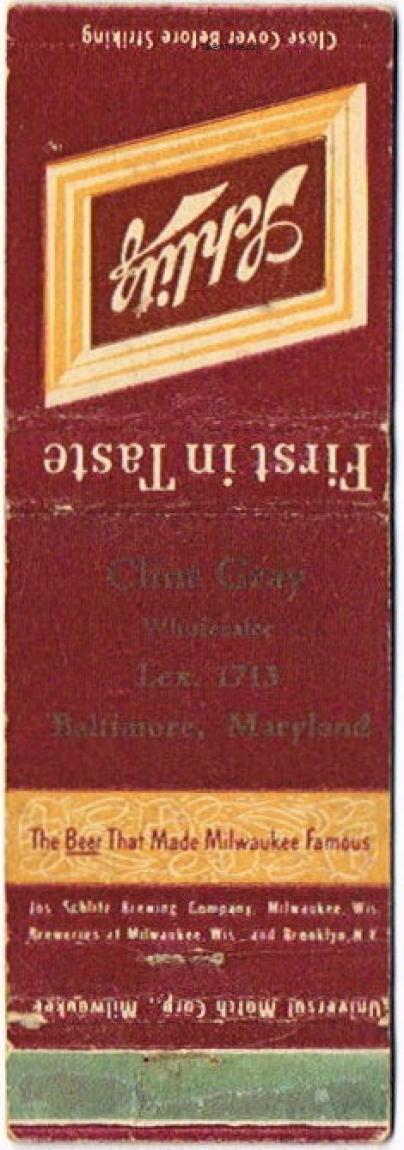 Close Cover Before Striking
Schlitz
First in Taste
Clint Gray
Wholesaler
Lex. 1713
Baltimore, Maryland
The Beer That Made Milwaukee Famous
Jos. Schlitz Brewing Company, Milwaukee, Wis.
Breweries at Milwaukee, Wis., and Brooklyn, N.Y.
Universal Match Corp., Milwaukee